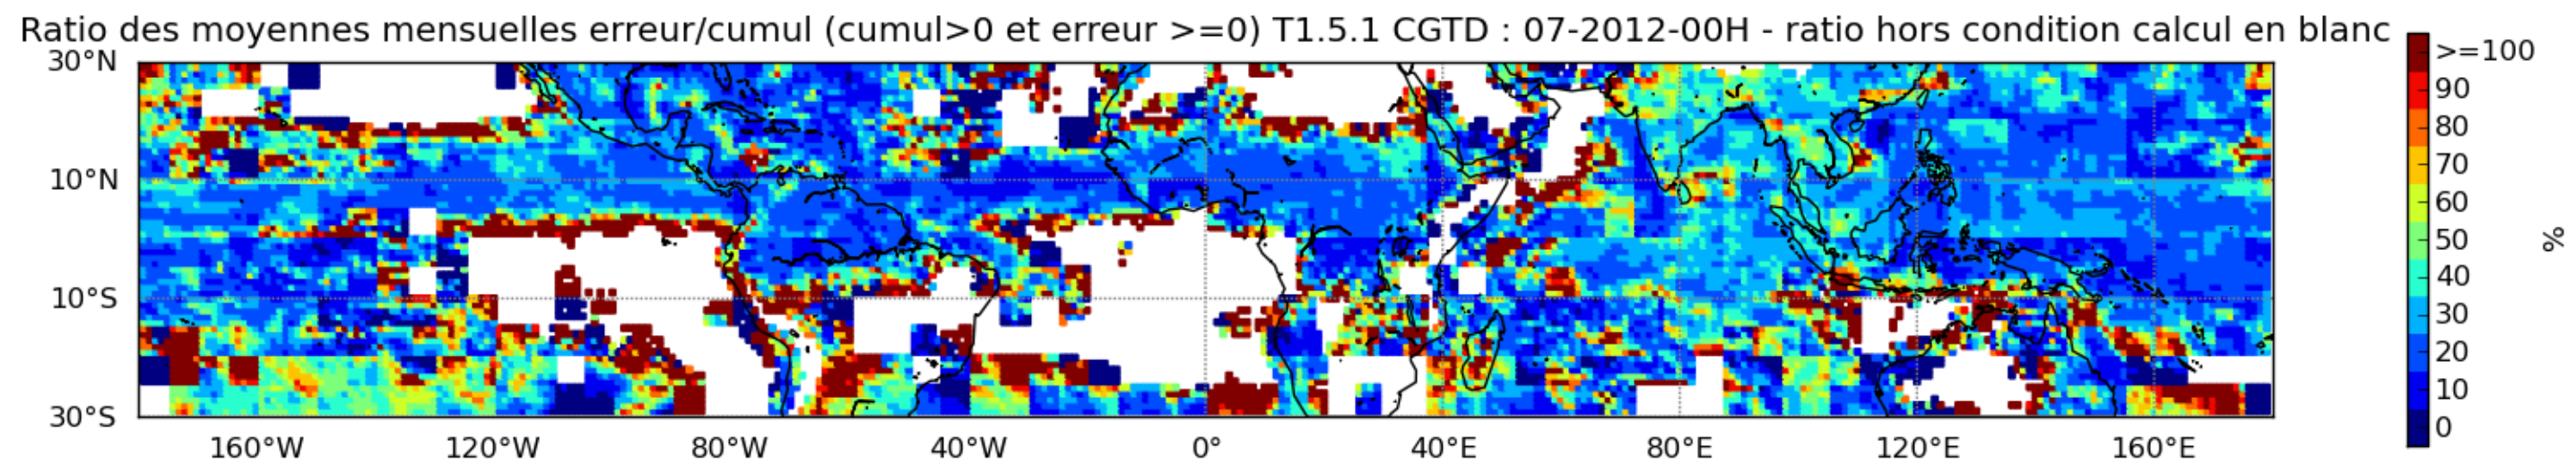 Ratio des moyennes mensuelles erreur/cumul (cumul>0 et erreur >=0) T1.5.1 CGTD : 07-2012-00H - ratio hors condition calcul en blanc
30°N
10°N
10°S
30°S
160°W 120°W 80°W 40°W 0° 40°E 80°E 120°E 160°E
>=100
90
80
70
60
50
40
30
20
10
0
%